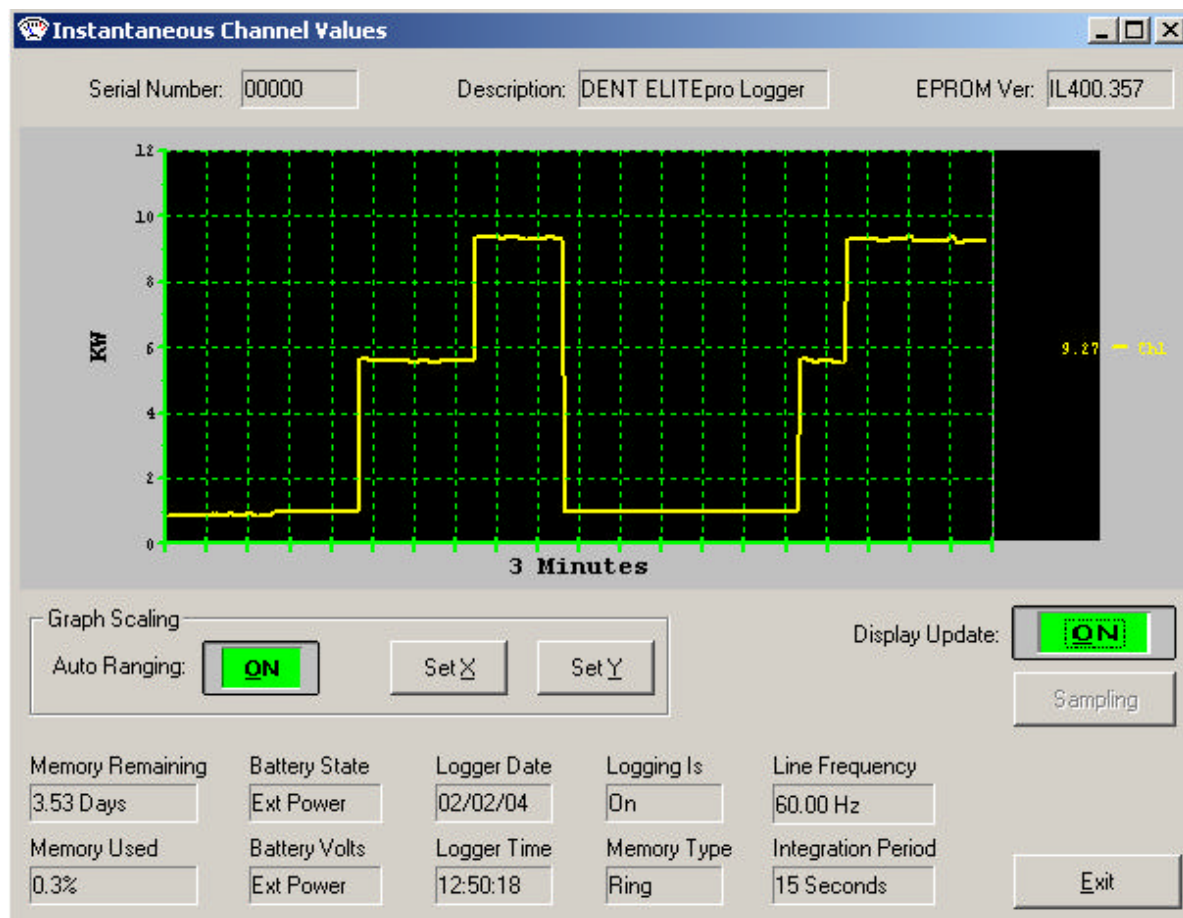 Instantaneous Channel Values
Serial Number: 00000 Description: DENT ELITEpro Logger EPROM Ver: IL400.357
12
10
8
6
4
2
0
KW
9.27 Ch1
3 Minutes
Graph Scaling
Auto Ranging: ON Set X Set Y
Display Update: ON
Sampling
Memory Remaining Battery State Logger Date Logging Is Line Frequency
3.53 Days Ext Power 02/02/04 On 60.00 Hz
Memory Used Battery Volts Logger Time Memory Type Integration Period
0.3% Ext Power 12:50:18 Ring 15 Seconds
Exit